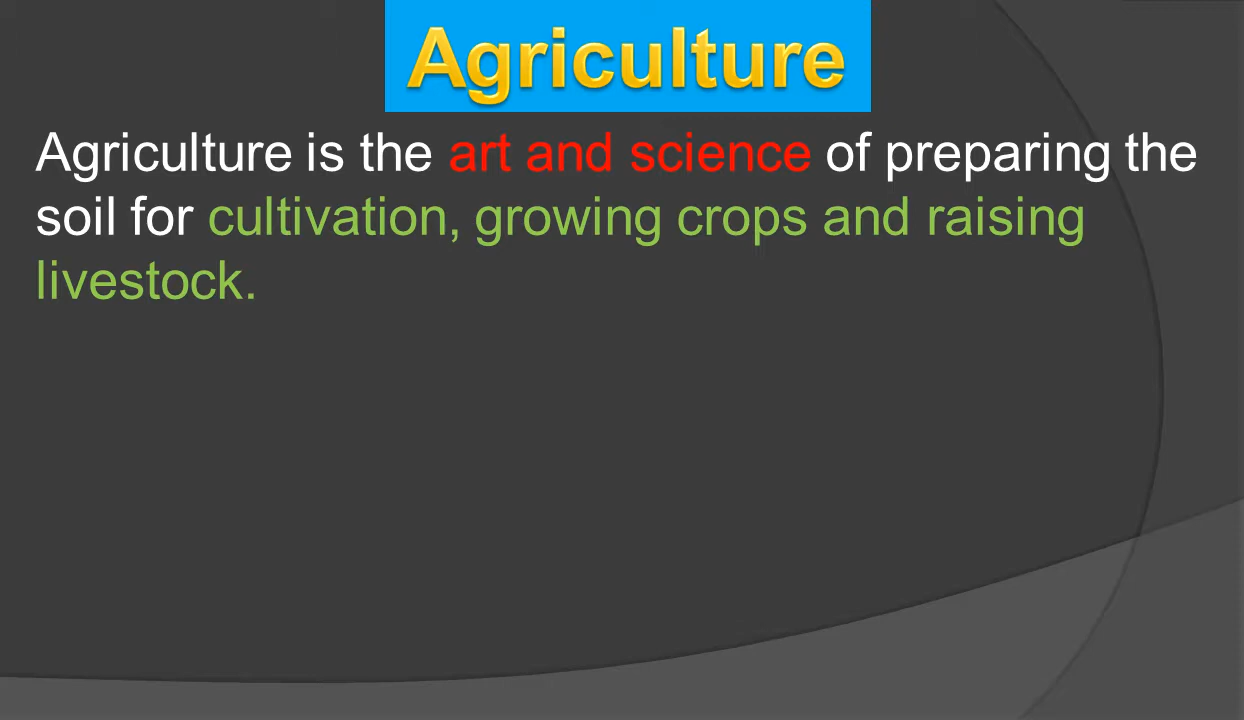 Agriculture
Agriculture is the art and science of preparing the
soil for cultivation, growing crops and raising
livestock.